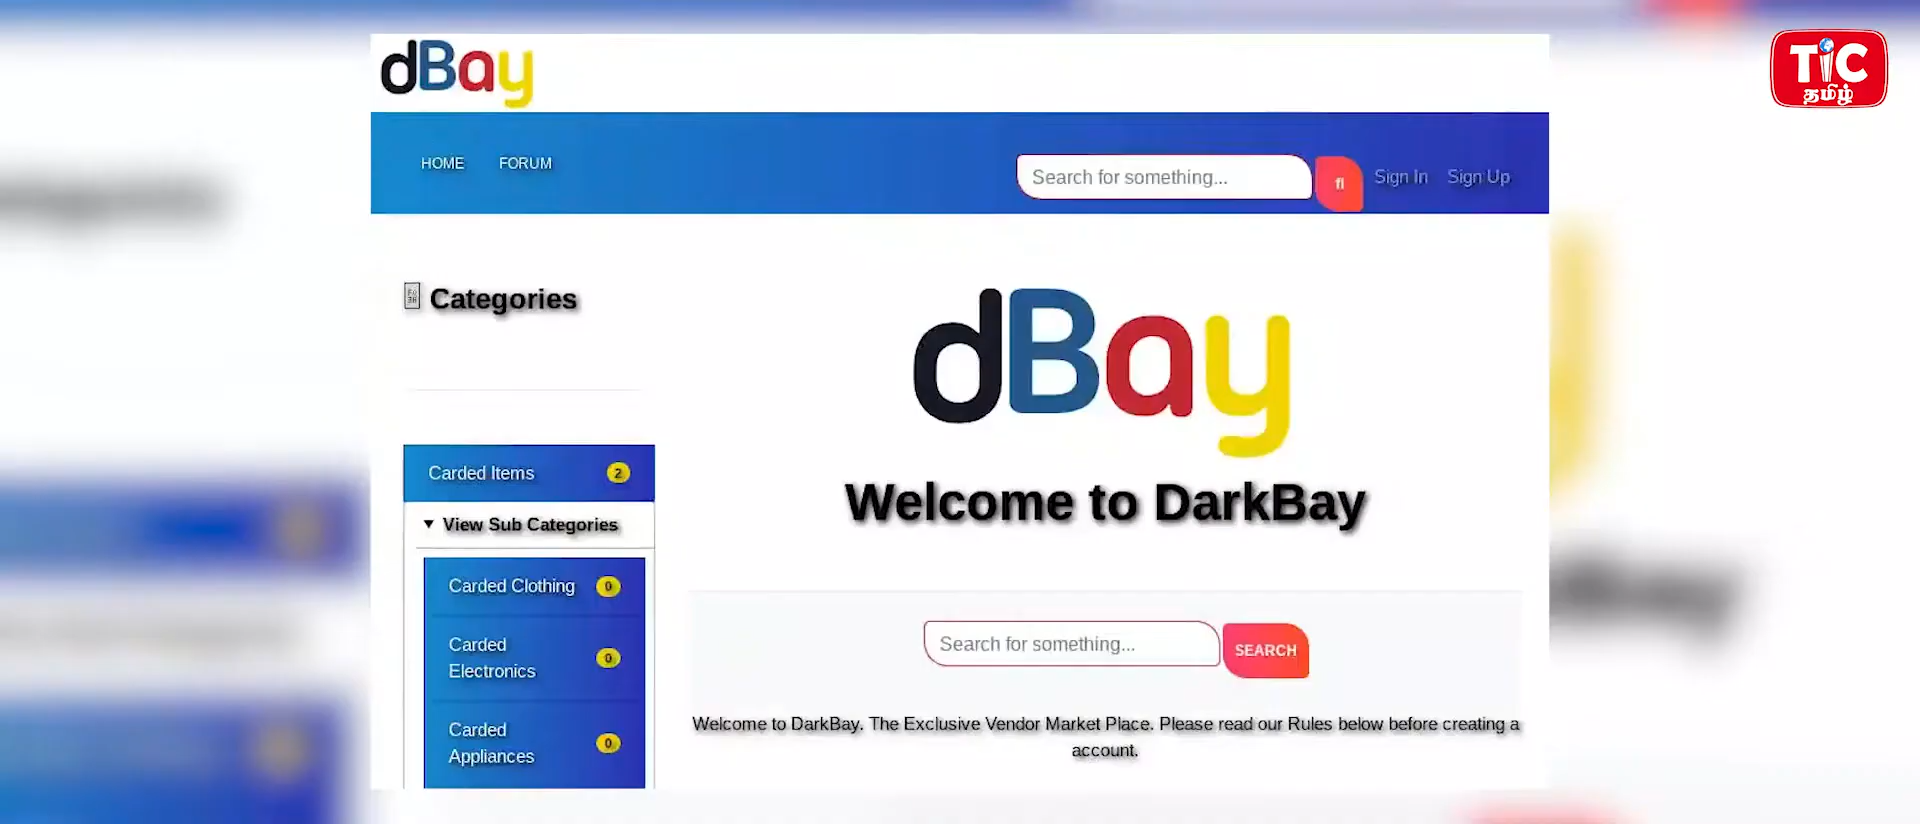 dBay
TiC
தமிழ்
HOME FORUM
Search for something...
Sign In Sign Up
Categories
dBay
Welcome to DarkBay
Carded Items 2
▼ View Sub Categories
Carded Clothing 0
Carded
Electronics 0
Carded
Appliances 0
Search for something...
SEARCH
Welcome to DarkBay. The Exclusive Vendor Market Place. Please read our Rules below before creating a
account.